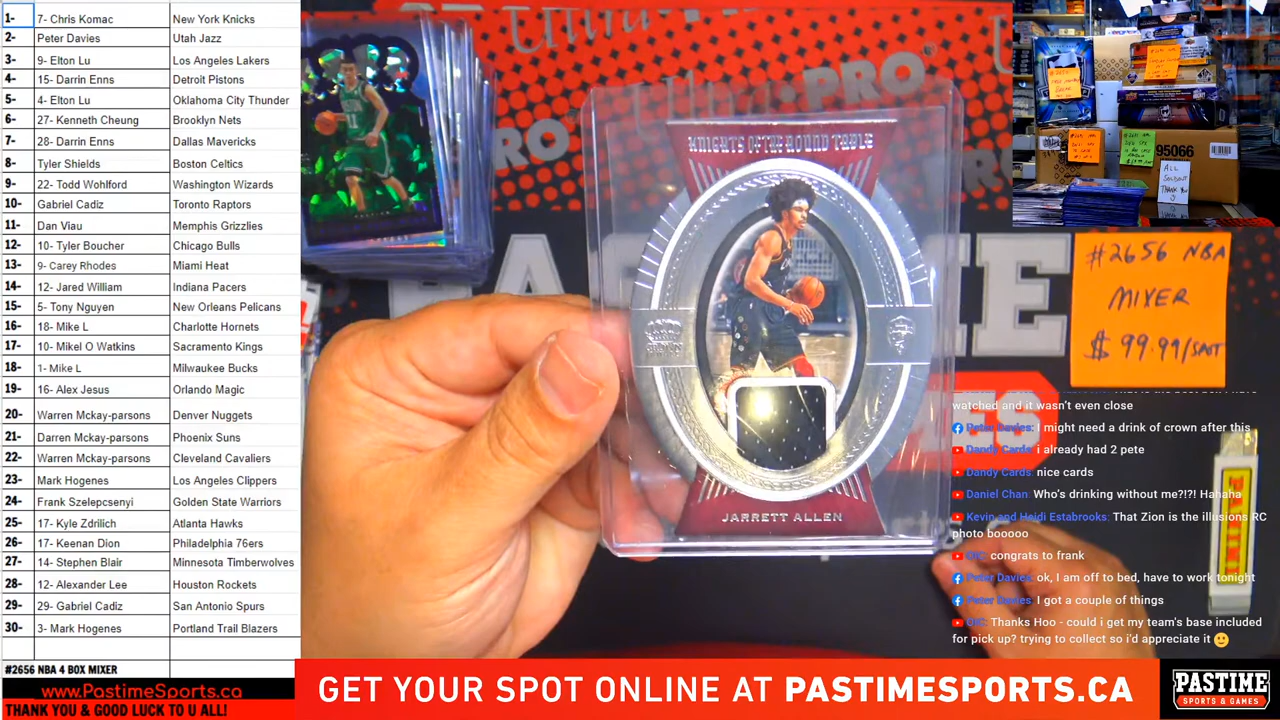 1- 7- Chris Komac New York Knicks
2- Peter Davies Utah Jazz
3- 9- Elton Lu Los Angeles Lakers
4- 15- Darrin Enns Detroit Pistons
5- 4- Elton Lu Oklahoma City Thunder
6- 27- Kenneth Cheung Brooklyn Nets
7- 28- Darrin Enns Dallas Mavericks
8- Tyler Shields Boston Celtics
9- 22- Todd Wohlford Washington Wizards
10- Gabriel Cadiz Toronto Raptors
11- Dan Viau Memphis Grizzlies
12- 10- Tyler Boucher Chicago Bulls
13- 9- Carey Rhodes Miami Heat
14- 12- Jared William Indiana Pacers
15- 5- Tony Nguyen New Orleans Pelicans
16- 18- Mike L Charlotte Hornets
17- 10- Mikel O Watkins Sacramento Kings
18- 1- Mike L Milwaukee Bucks
19- 16- Alex Jesus Orlando Magic
20- Warren Mckay-parsons Denver Nuggets
21- Darren Mckay-parsons Phoenix Suns
22- Warren Mckay-parsons Cleveland Cavaliers
23- Mark Hogenes Los Angeles Clippers
24- Frank Szelepcsenyi Golden State Warriors
25- 17- Kyle Zdrilich Atlanta Hawks
26- 17- Keenan Dion Philadelphia 76ers
27- 14- Stephen Blair Minnesota Timberwolves
28- 12- Alexander Lee Houston Rockets
29- 29- Gabriel Cadiz San Antonio Spurs
30- 3- Mark Hogenes Portland Trail Blazers
#2656 NBA 4 BOX MIXER
www.PastimeSports.ca
THANK YOU & GOOD LUCK TO U ALL!
PRO
KNIGHTS OF THE ROUND TABLE
JARRETT ALLEN
95066
ALL
SOLDOUT
THANK YOU
#2656 NBA
MIXER
$99.99/SPOT
watched and it wasn't even close
Peter Davies: I might need a drink of crown after this
Dandy Cards: i already had 2 pete
Dandy Cards: nice cards
Daniel Chan: Who's drinking without me?!?! Hahaha
Kevin and Heidi Estabrooks: That Zion is the illusions RC
photo booooo
congrats to frank
Peter Davies: ok, I am off to bed, have to work tonight
Peter Davies: I got a couple of things
Thanks Hoo - could i get my team's base included
for pick up? trying to collect so i'd appreciate it 🙂
GET YOUR SPOT ONLINE AT PASTIMESPORTS.CA
PASTIME
SPORTS & GAMES